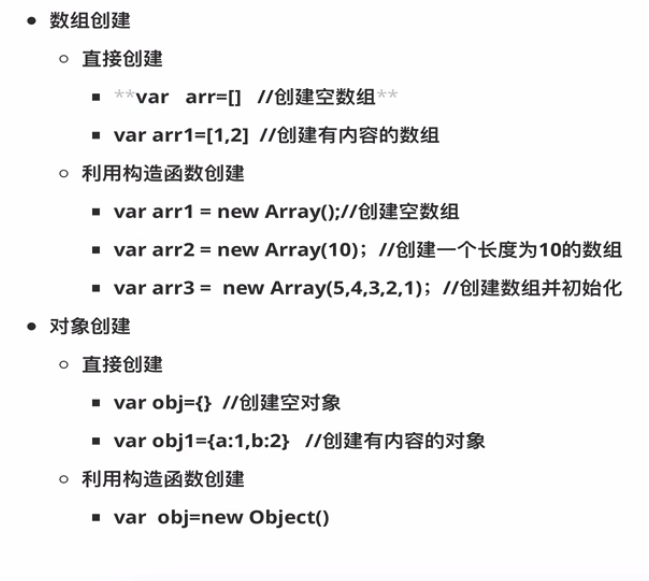 数组创建
直接创建
**var   arr=[]   //创建空数组**
var arr1=[1,2]  //创建有内容的数组
利用构造函数创建
var arr1 = new Array();//创建空数组
var arr2 = new Array(10)；//创建一个长度为10的数组
var arr3 =  new Array(5,4,3,2,1)；//创建数组并初始化
对象创建
直接创建
var obj={}  //创建空对象
var obj1={a:1,b:2}   //创建有内容的对象
利用构造函数创建
var  obj=new Object()